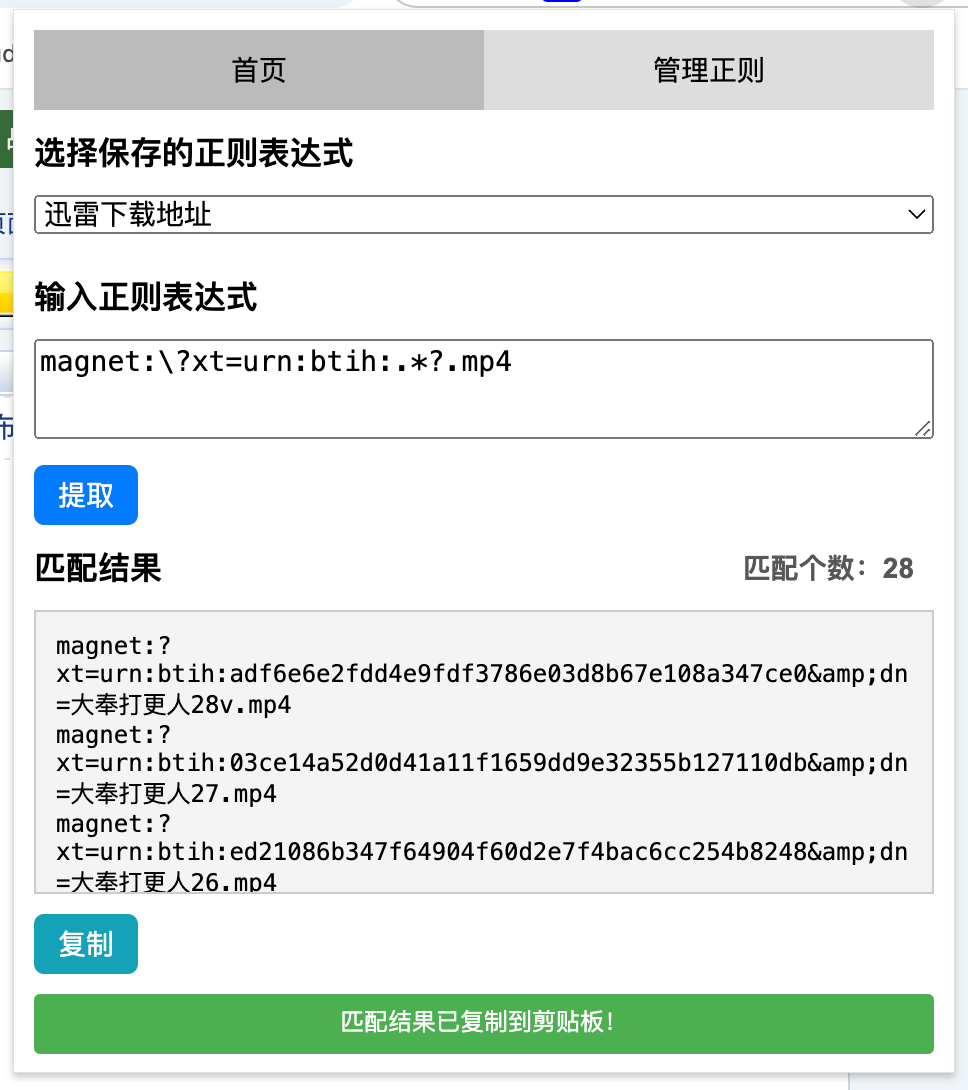 首页
管理正则
选择保存的正则表达式
迅雷下载地址
输入正则表达式
magnet:\?xt=urn:btih:.*?.mp4
提取
匹配结果
匹配个数：28
magnet:?
xt=urn:btih:adf6e6e2fdd4e9fdf3786e03d8b67e108a347ce0&amp;dn
=大奉打更人28v.mp4
magnet:?
xt=urn:btih:03ce14a52d0d41a11f1659dd9e32355b127110db&amp;dn
=大奉打更人27.mp4
magnet:?
xt=urn:btih:ed21086b347f64904f60d2e7f4bac6cc254b8248&amp;dn
=大奉打更人26.mp4
复制
匹配结果已复制到剪贴板！